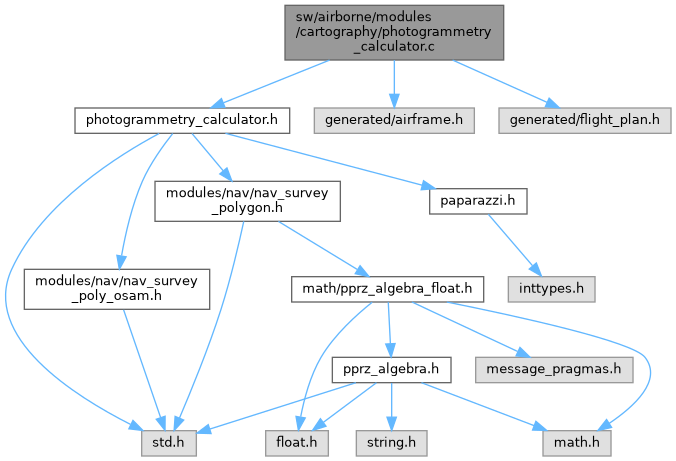 sw/airborne/modules
/cartography/photogrammetry
_calculator.c
photogrammetry_calculator.h
generated/airframe.h
generated/flight_plan.h
modules/nav/nav_survey
_polygon.h
paparazzi.h
modules/nav/nav_survey
_poly_osam.h
math/pprz_algebra_float.h
inttypes.h
pprz_algebra.h
message_pragmas.h
std.h
float.h
string.h
math.h